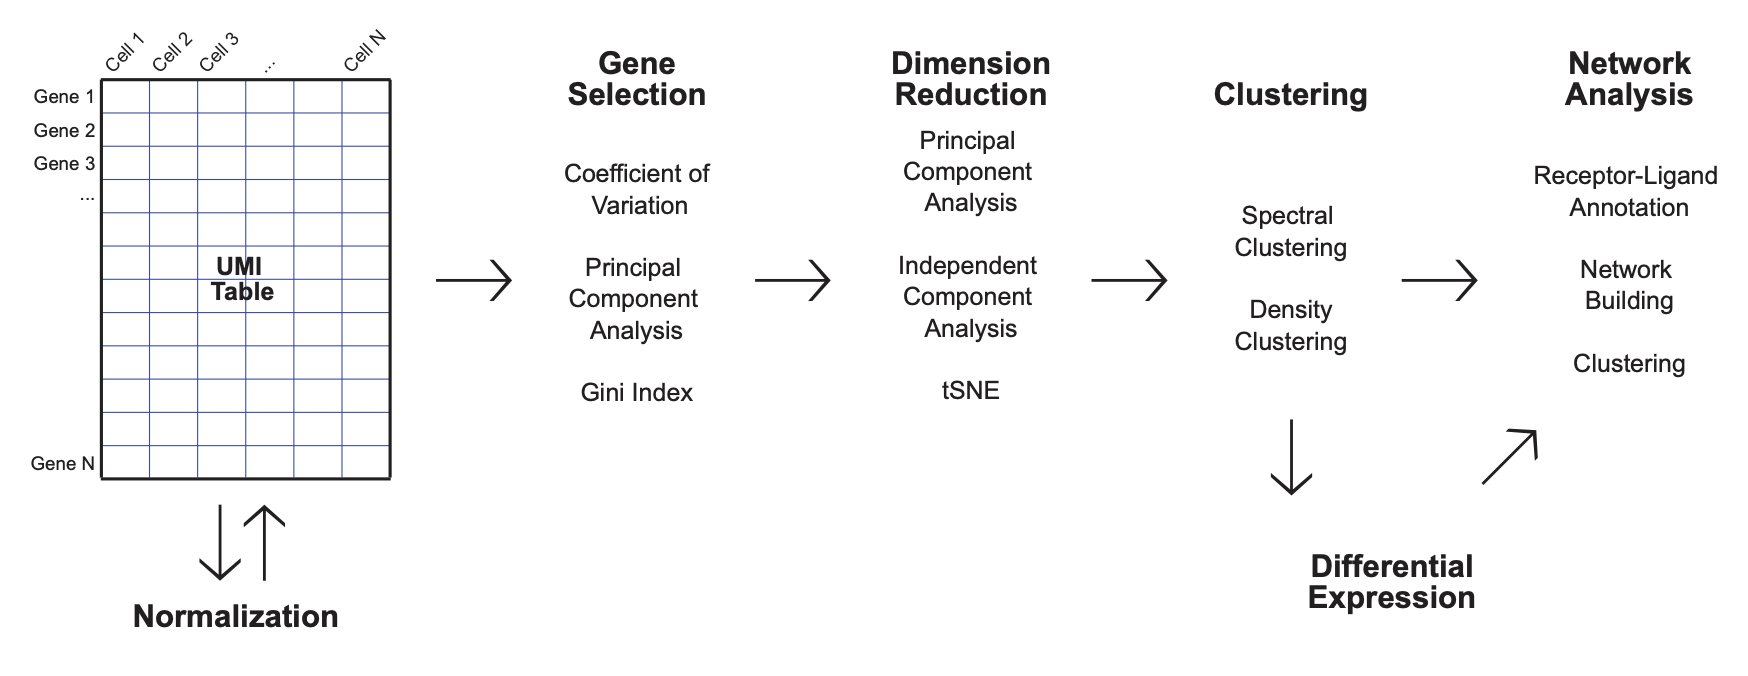 Cell 1
Cell 2
Cell 3
...
Cell N
Gene 1
Gene 2
Gene 3
...
Gene N
UMI
Table
Normalization
Gene
Selection
Coefficient of
Variation
Principal
Component
Analysis
Gini Index
Dimension
Reduction
Principal
Component
Analysis
Independent
Component
Analysis
tSNE
Clustering
Spectral
Clustering
Density
Clustering
Differential
Expression
Network
Analysis
Receptor-Ligand
Annotation
Network
Building
Clustering